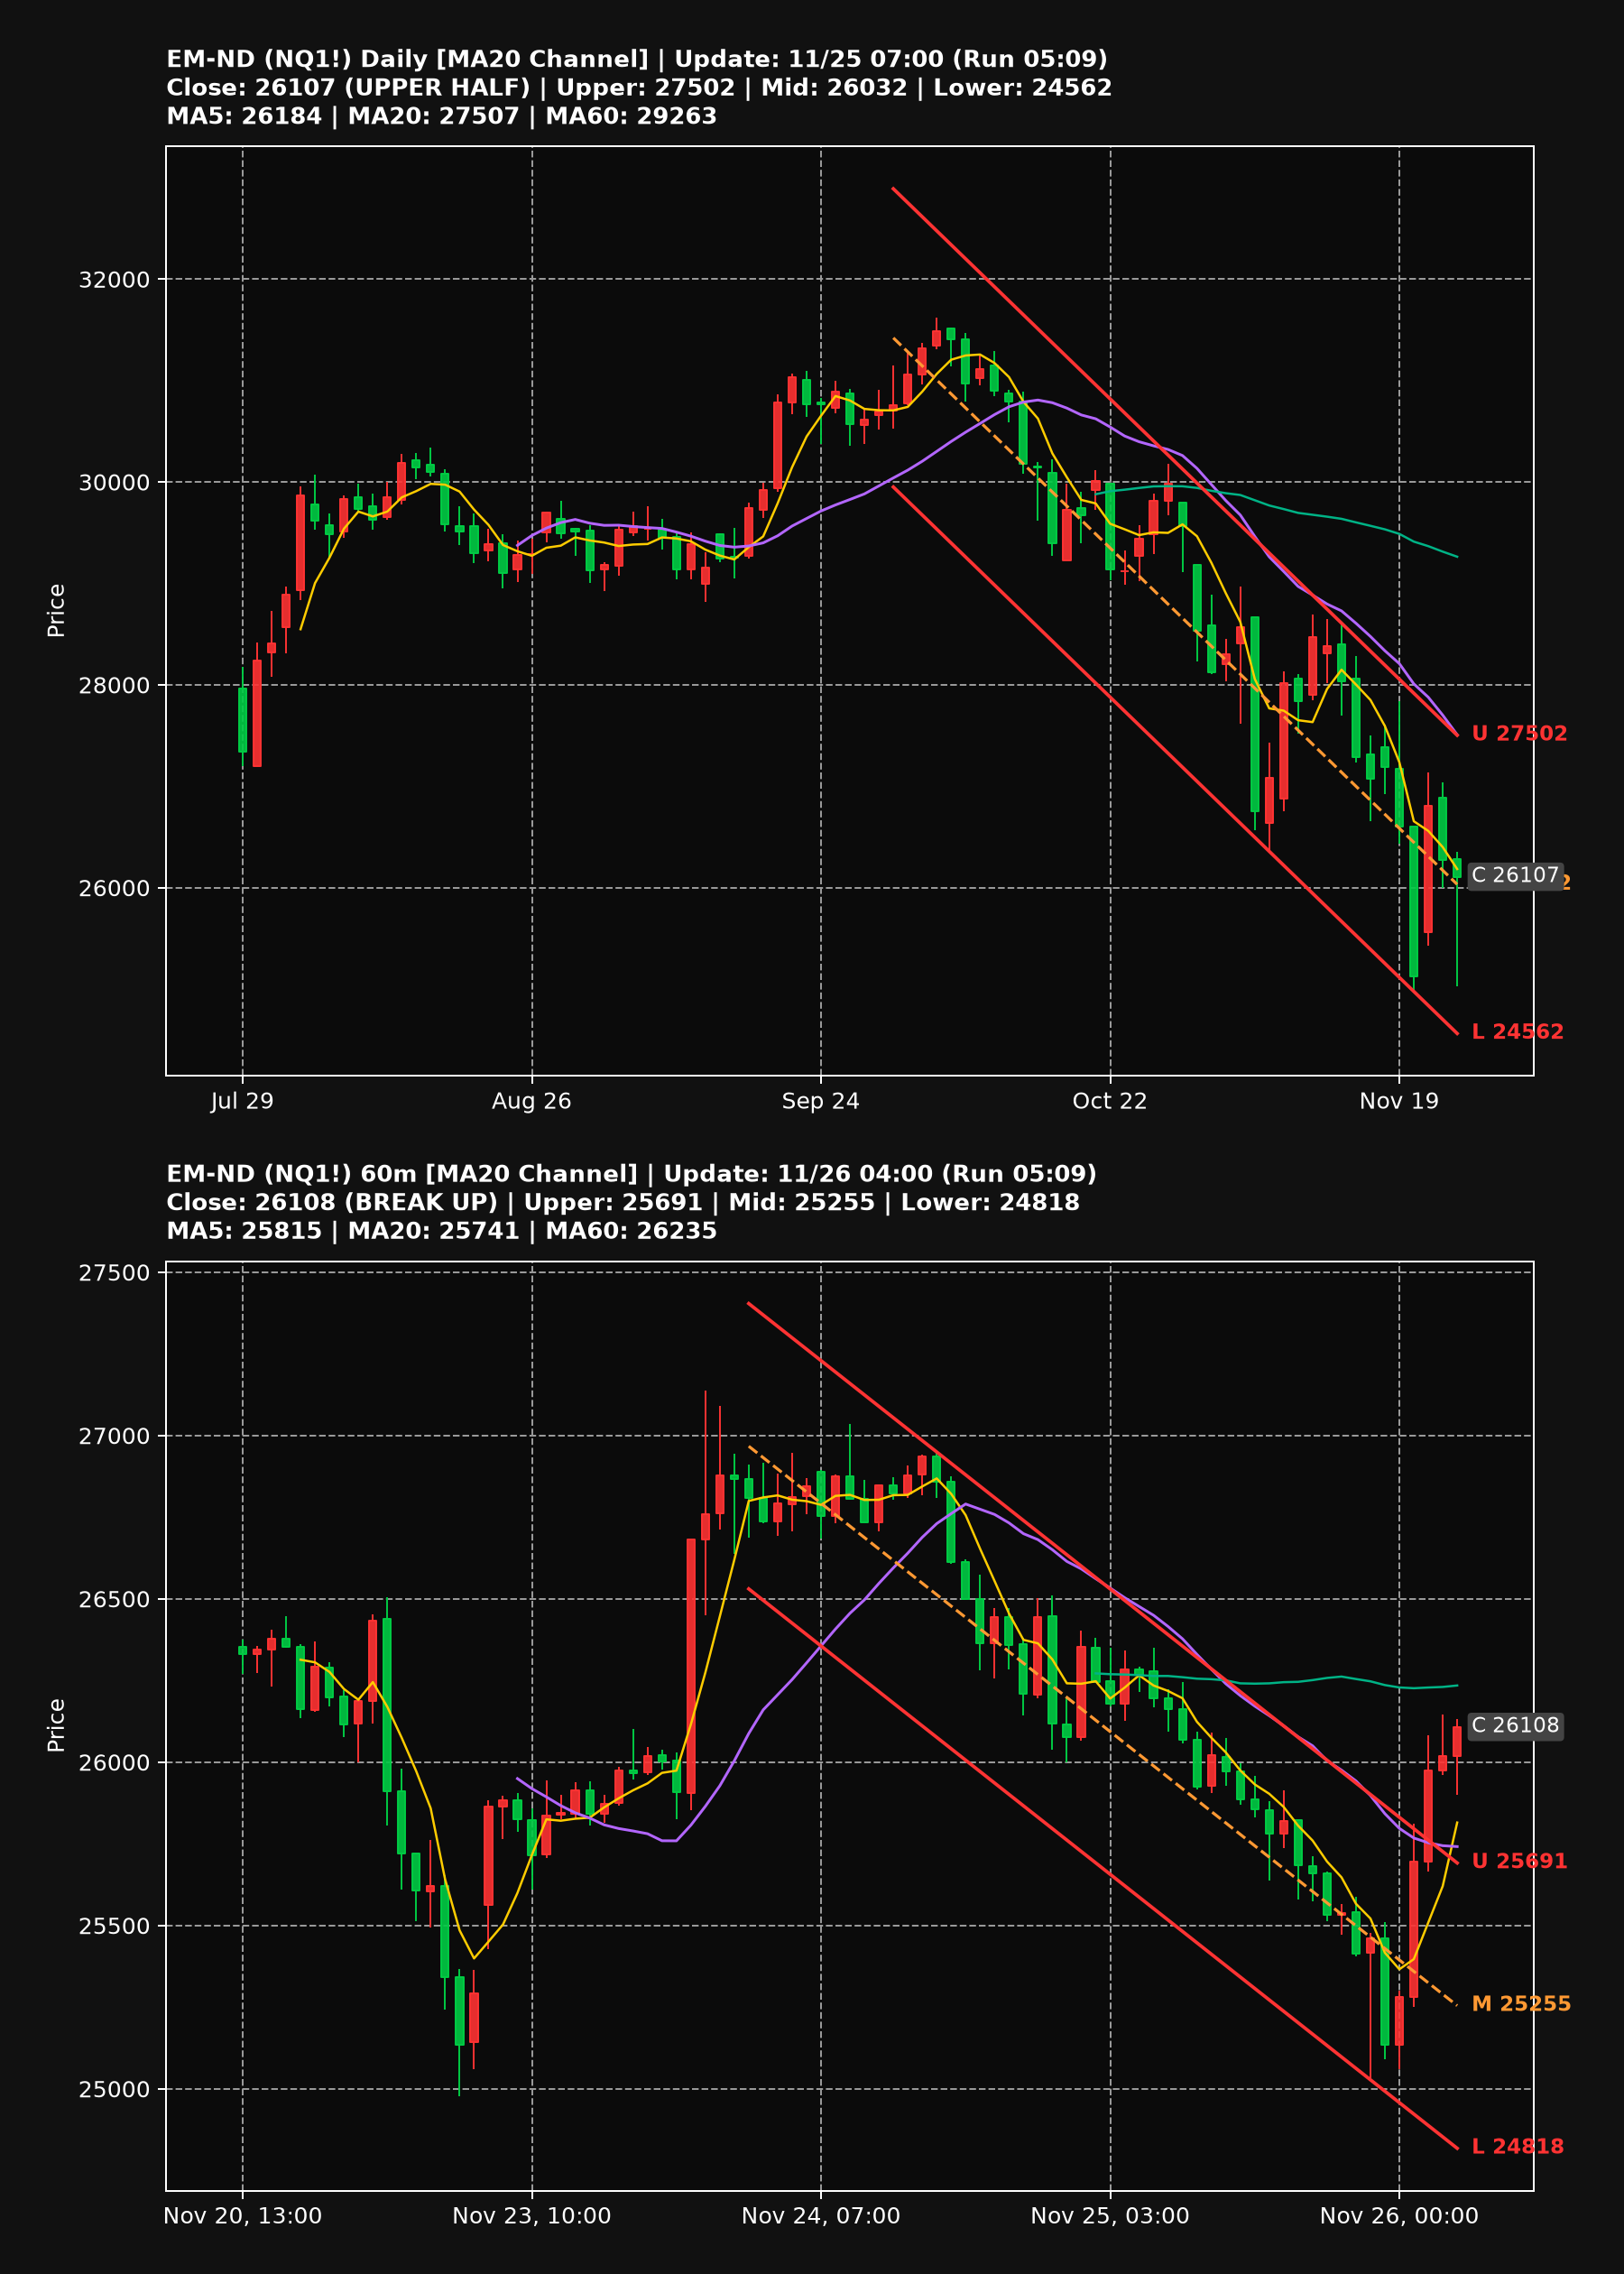 EM-ND (NQ1!) Daily [MA20 Channel] | Update: 11/25 07:00 (Run 05:09)
Close: 26107 (UPPER HALF) | Upper: 27502 | Mid: 26032 | Lower: 24562
MA5: 26184 | MA20: 27507 | MA60: 29263
Price
32000
30000
28000
26000
U 27502
C 26107
L 24562
Jul 29
Aug 26
Sep 24
Oct 22
Nov 19
EM-ND (NQ1!) 60m [MA20 Channel] | Update: 11/26 04:00 (Run 05:09)
Close: 26108 (BREAK UP) | Upper: 25691 | Mid: 25255 | Lower: 24818
MA5: 25815 | MA20: 25741 | MA60: 26235
Price
27500
27000
26500
26000
25500
25000
C 26108
U 25691
M 25255
L 24818
Nov 20, 13:00
Nov 23, 10:00
Nov 24, 07:00
Nov 25, 03:00
Nov 26, 00:00